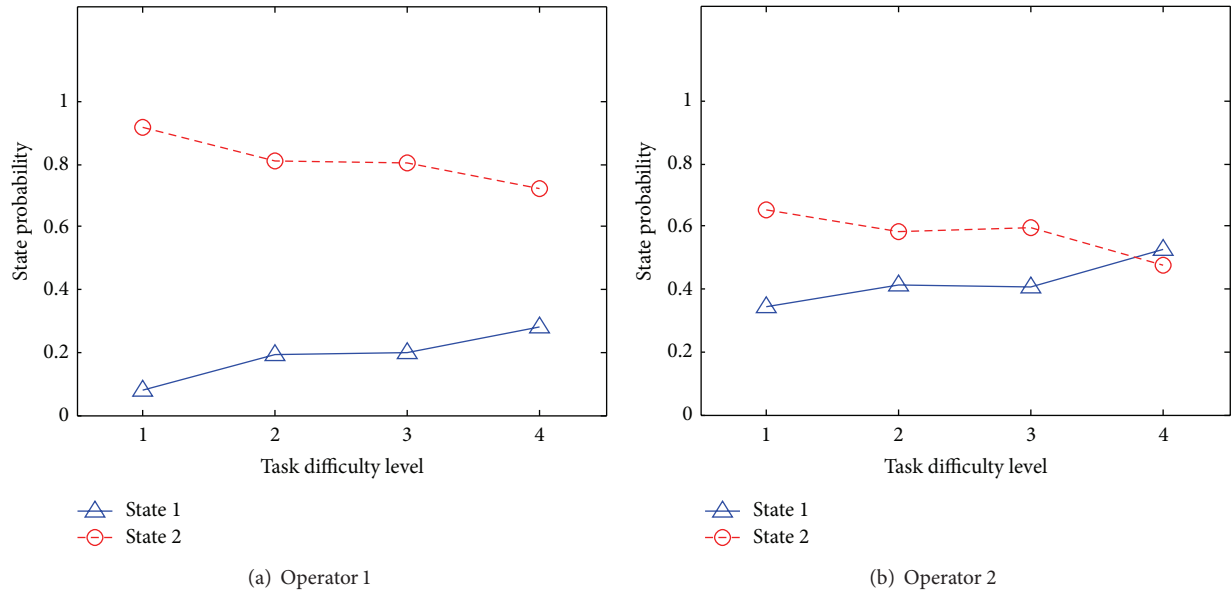 State probability
1
0.8
0.6
0.4
0.2
0
1 2 3 4
Task difficulty level
State 1
State 2
(a) Operator 1
State probability
1
0.8
0.6
0.4
0.2
0
1 2 3 4
Task difficulty level
State 1
State 2
(b) Operator 2